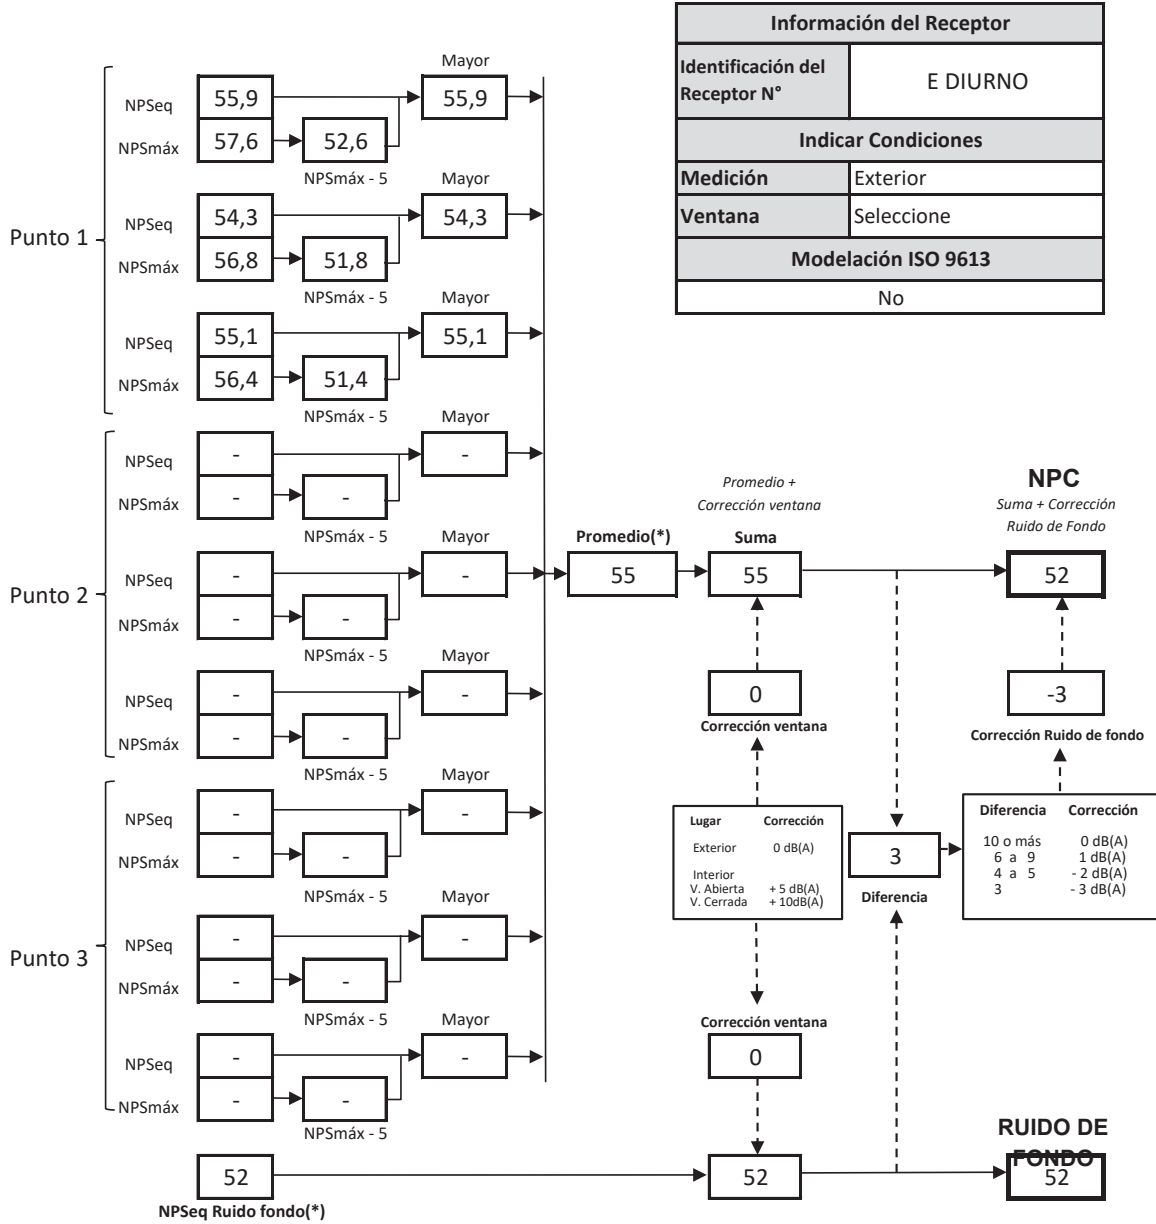 Información del Receptor
Identificación del
Receptor N°
E DIURNO
Indicar Condiciones
Medición Exterior
Ventana Seleccione
Modelación ISO 9613
No
Punto 1
Mayor
NPSeq 55,9 55,9
NPSmáx 57,6 52,6
NPSmáx - 5
Mayor
NPSeq 54,3 54,3
NPSmáx 56,8 51,8
NPSmáx - 5
Mayor
NPSeq 55,1 55,1
NPSmáx 56,4 51,4
NPSmáx - 5
Punto 2
Mayor
NPSeq - -
NPSmáx - -
NPSmáx - 5
Mayor
NPSeq - -
NPSmáx - -
NPSmáx - 5
Mayor
NPSeq - -
NPSmáx - -
NPSmáx - 5
Punto 3
Mayor
NPSeq - -
NPSmáx - -
NPSmáx - 5
Mayor
NPSeq - -
NPSmáx - -
NPSmáx - 5
Mayor
NPSeq - -
NPSmáx - -
NPSmáx - 5
52
NPSeq Ruido fondo(*)
Promedio(*)
55
Promedio +
Corrección ventana
Suma
55
0
Corrección ventana
Lugar Corrección
Exterior 0 dB(A)
Interior
V. Abierta + 5 dB(A)
V. Cerrada + 10dB(A)
Corrección ventana
0
52
3
Diferencia
NPC
Suma + Corrección
Ruido de Fondo
52
-3
Corrección Ruido de fondo
Diferencia Corrección
10 o más 0 dB(A)
6 a 9 1 dB(A)
4 a 5 - 2 dB(A)
3 - 3 dB(A)
RUIDO DE
FONDO
52